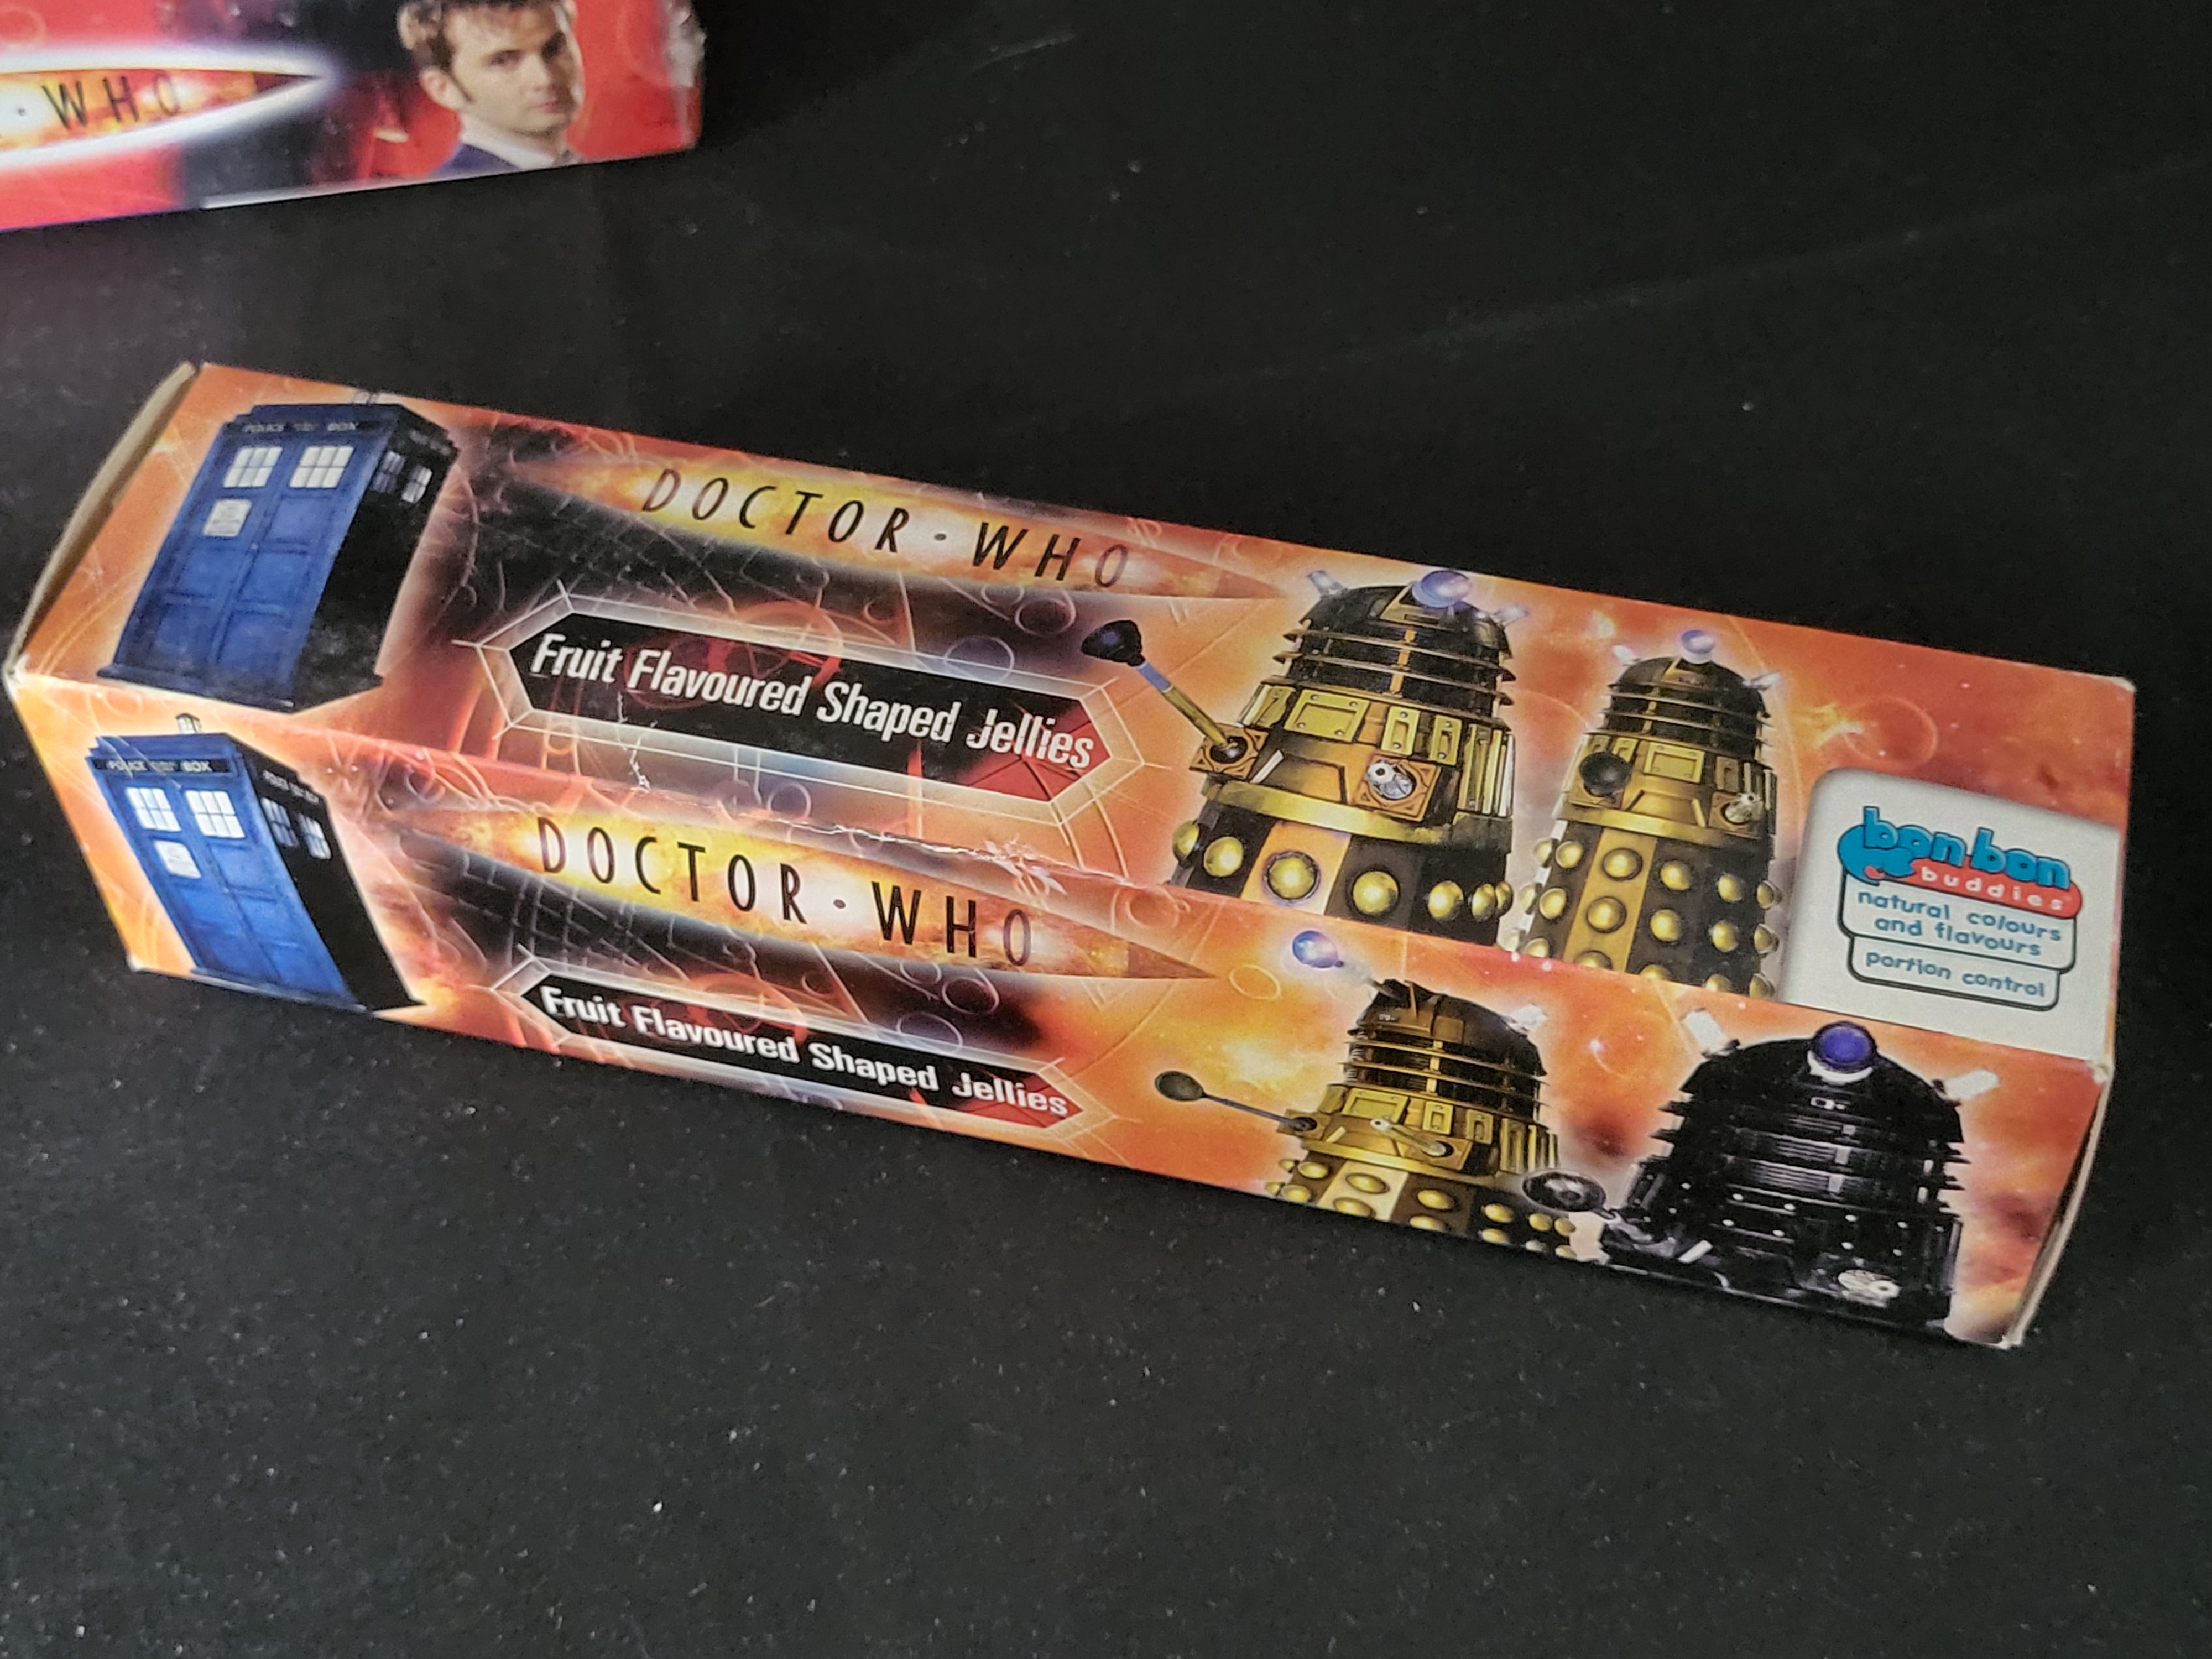 · WHO
POLICE BOX
DOCTOR · WHO
Fruit Flavoured Shaped Jellies
bon bon
buddies
natural colours
and flavours
portion control
POLICE BOX
DOCTOR · WHO
Fruit Flavoured Shaped Jellies